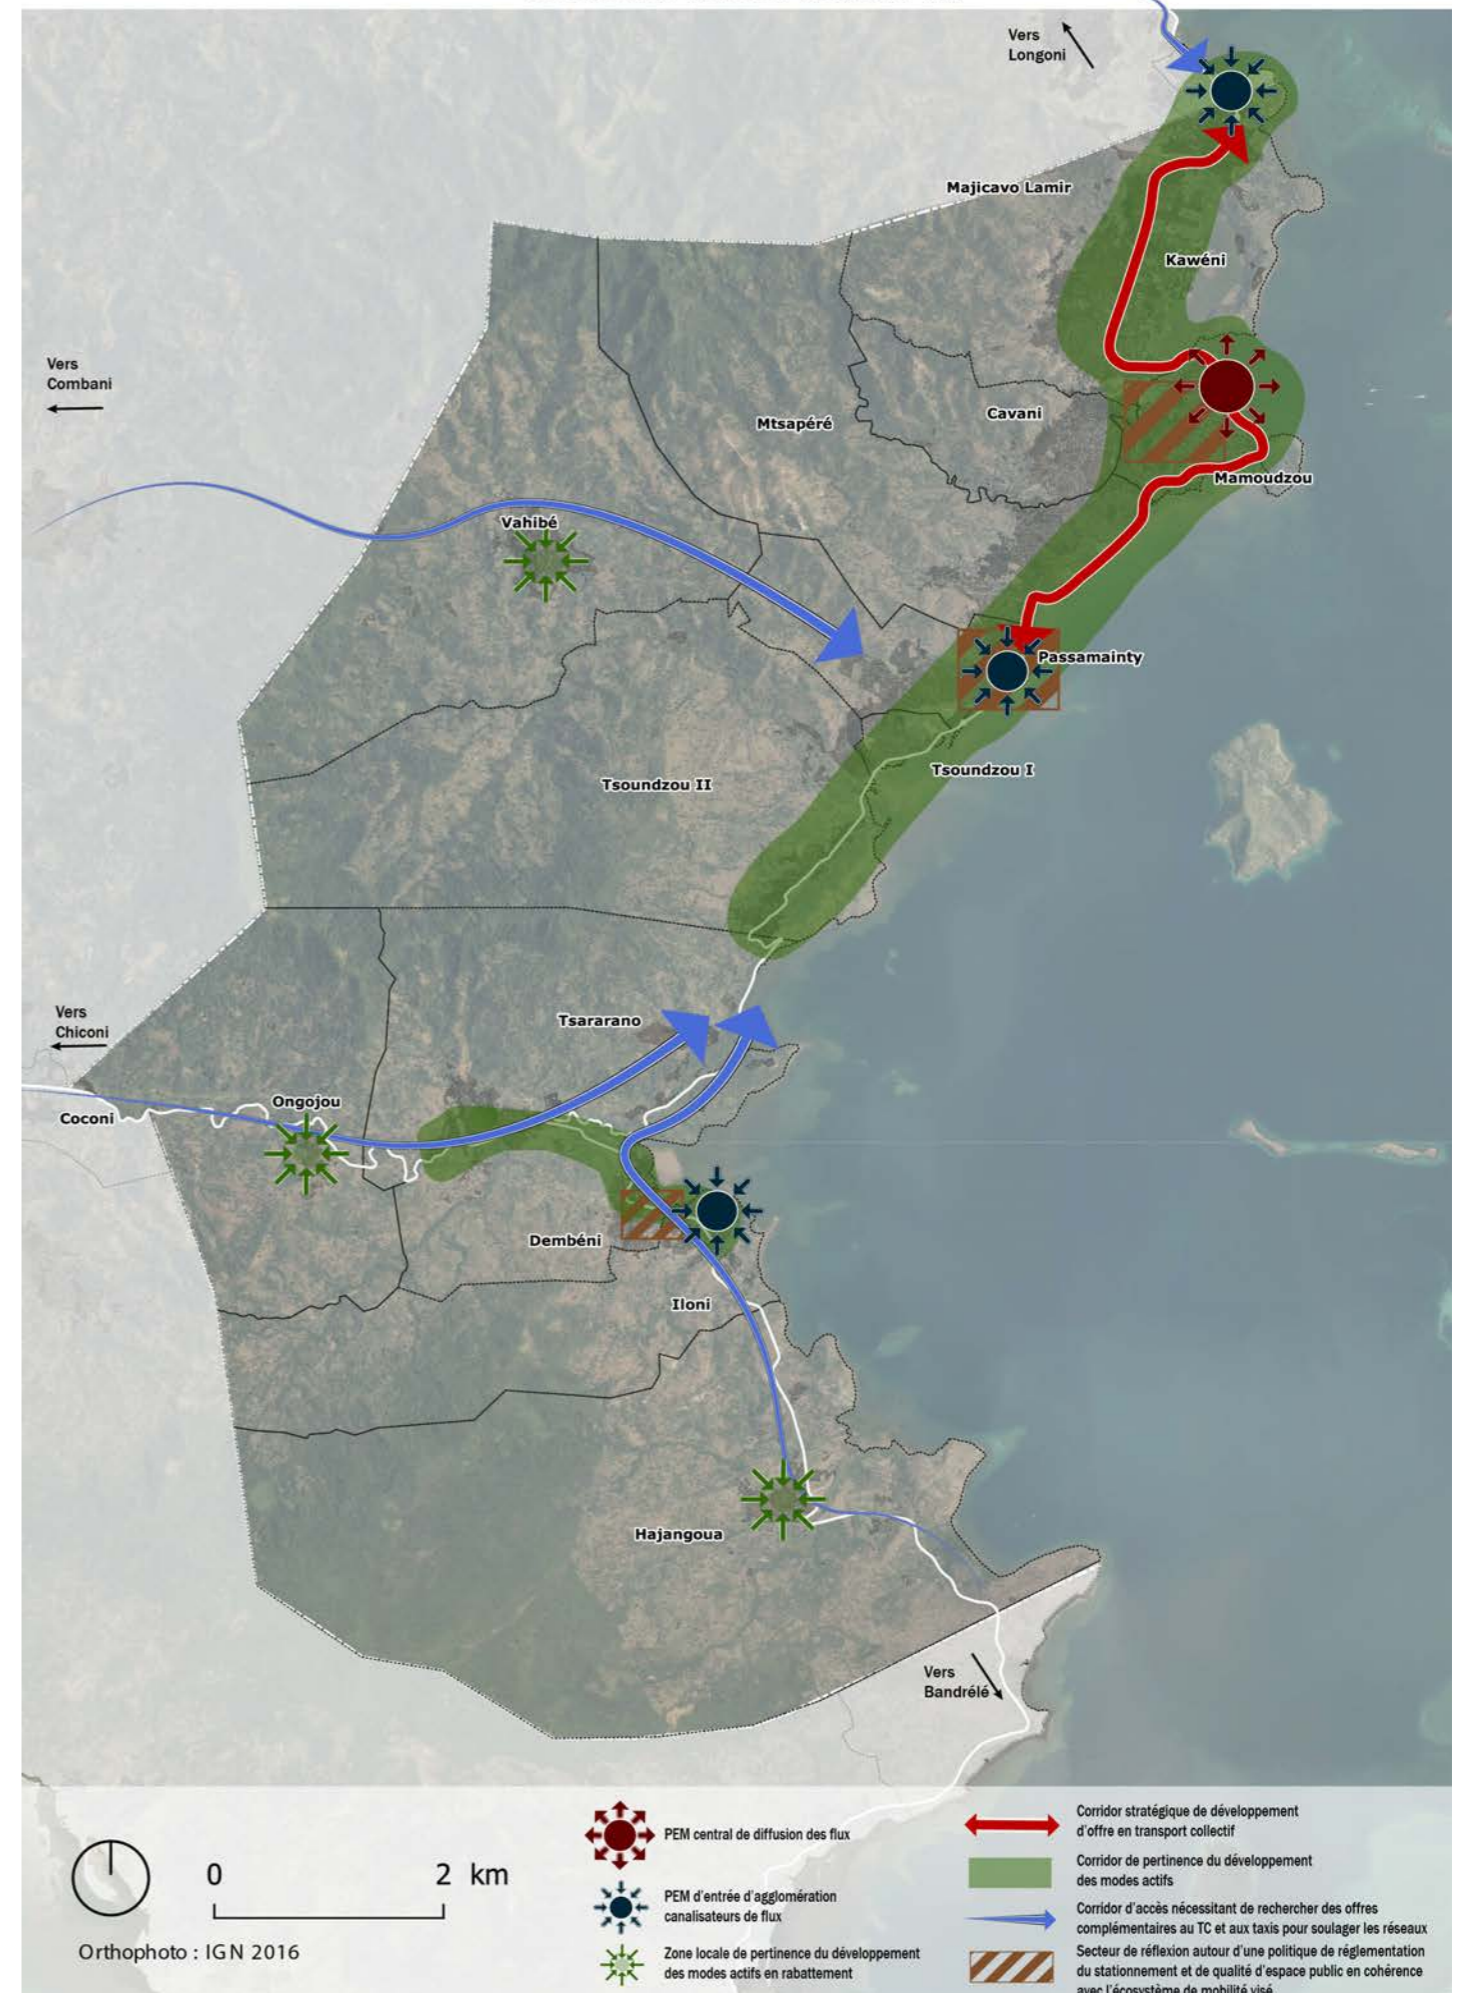 Vers
Longoni
Majicavo Lamir
Kawéni
Vers
Combani
Cavani
Mtsapéré
Mamoudzou
Vahibé
Passamainty
Tsoundzou I
Tsoundzou II
Vers
Chiconi
Tsararano
Ongojou
Coconi
Dembéni
Iloni
Hajangoua
Vers
Bandrélé
0 2 km
Orthophoto : IGN 2016
PEM central de diffusion des flux
PEM d'entrée d'agglomération
canalisateurs de flux
Zone locale de pertinence du développement
des modes actifs en rabattement
Corridor stratégique de développement
d'offre en transport collectif
Corridor de pertinence du développement
des modes actifs
Corridor d'accès nécessitant de rechercher des offres
complémentaires au TC et aux taxis pour soulager les réseaux
Secteur de réflexion autour d'une politique de réglementation
du stationnement et de qualité d'espace public en cohérence
avec l'écosystème de mobilité visé